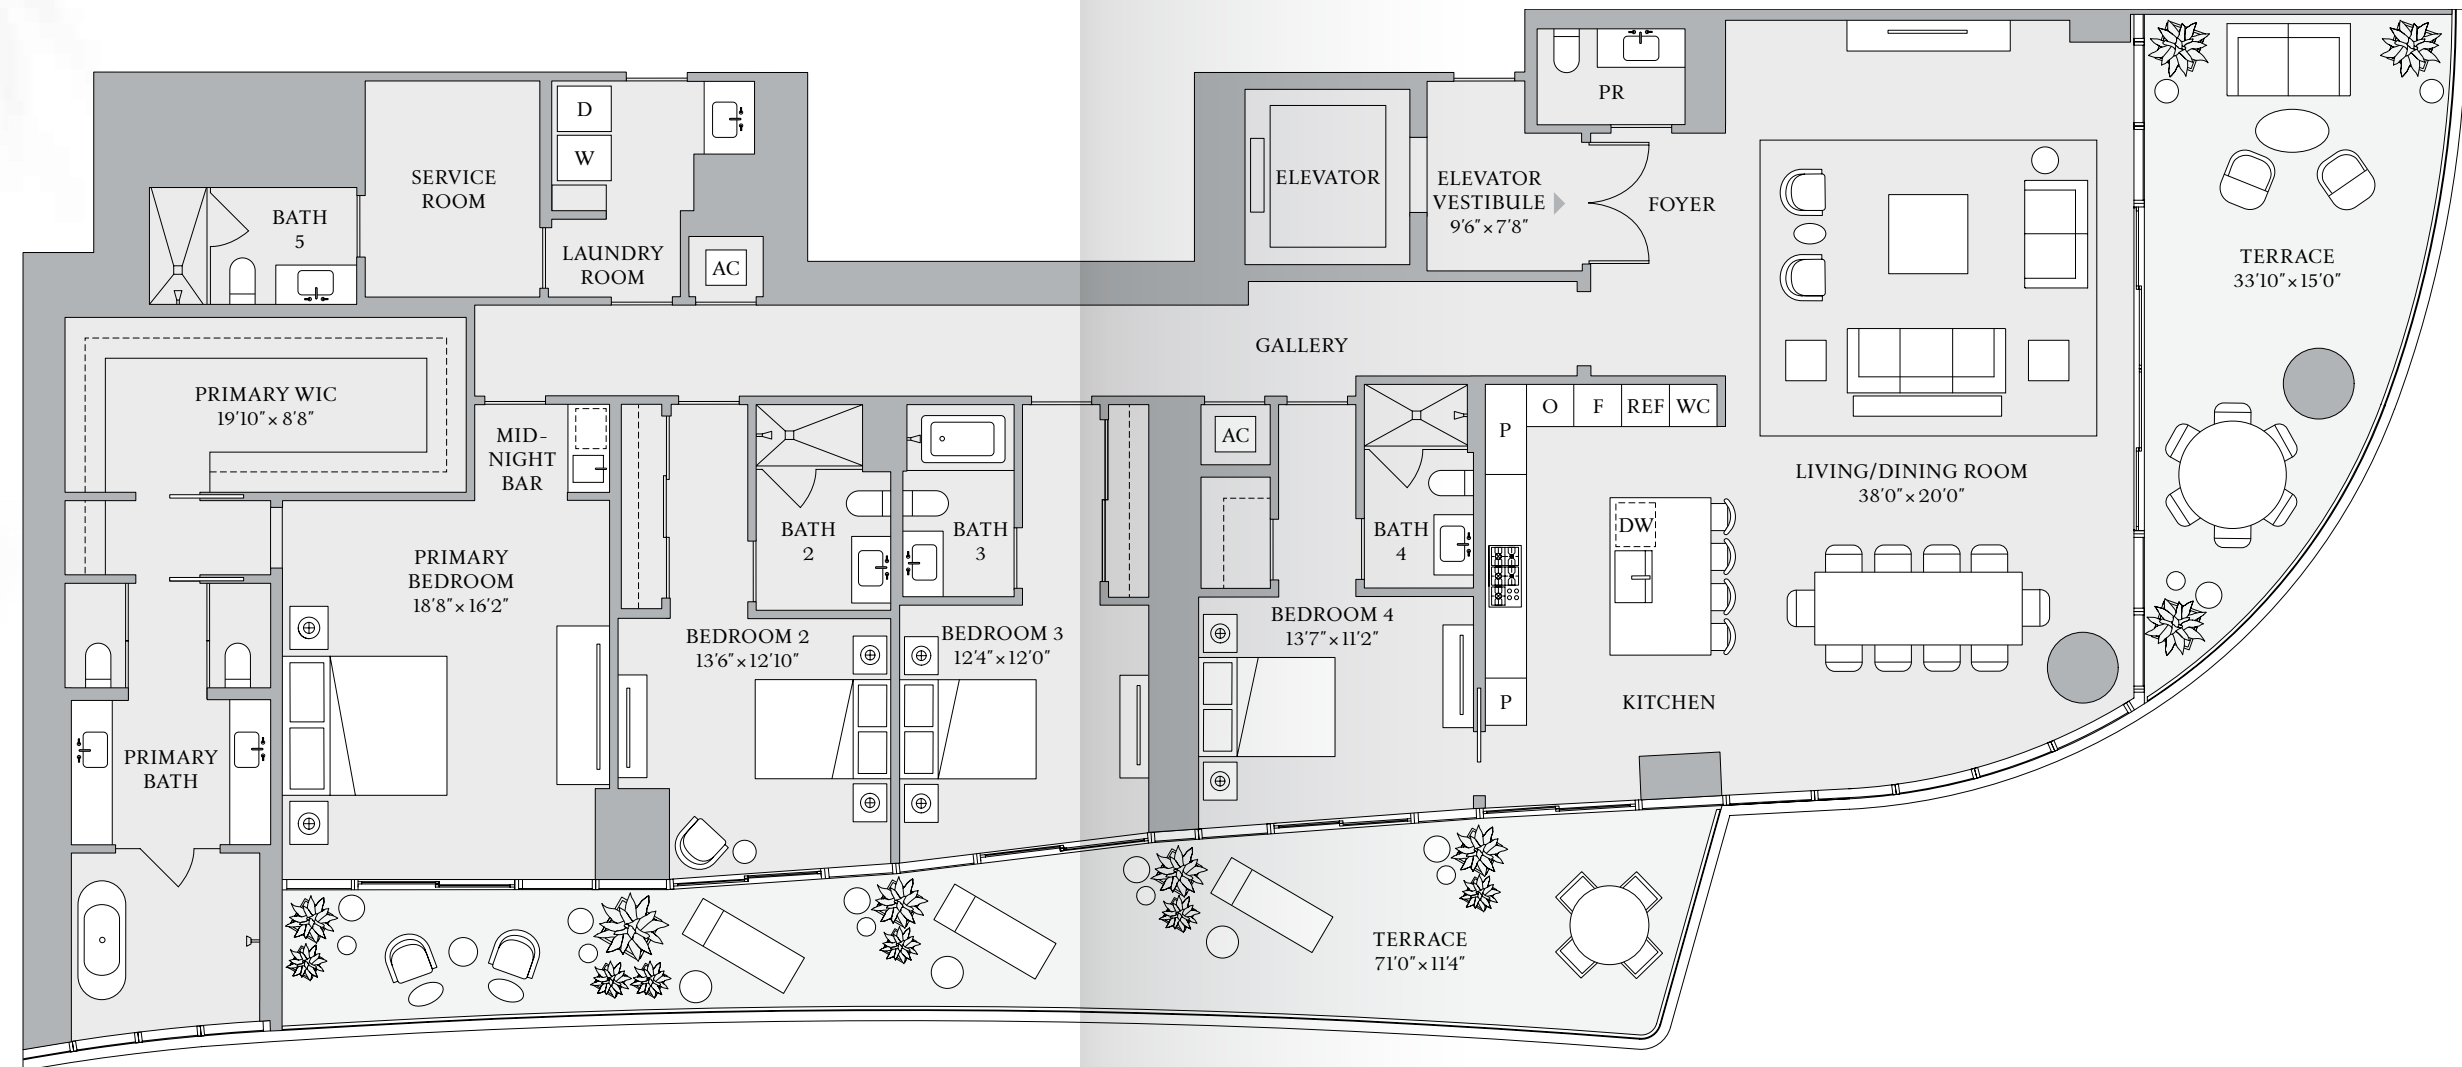 PR
D
W
SERVICE
ROOM
BATH
5
LAUNDRY
ROOM
AC
ELEVATOR
ELEVATOR
VESTIBULE
9'6"×7'8"
FOYER
TERRACE
33'10"×15'0"
GALLERY
PRIMARY WIC
19'10"×8'8"
MID-
NIGHT
BAR
AC
P
O
F
REF
WC
LIVING/DINING ROOM
38'0"×20'0"
BATH
2
BATH
3
BATH
4
DW
PRIMARY
BEDROOM
18'8"×16'2"
BEDROOM 2
13'6"×12'10"
BEDROOM 3
12'4"×12'0"
BEDROOM 4
13'7"×11'2"
P
KITCHEN
PRIMARY
BATH
TERRACE
71'0"×11'4"